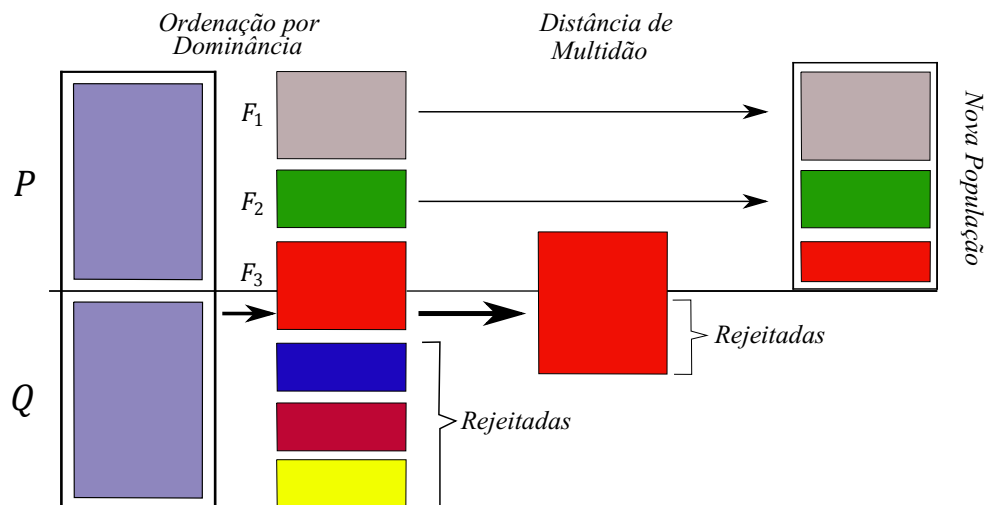 Ordenação por
Dominância
Distância de
Multidão
P
Q
F₁
F₂
F₃
Rejeitadas
Rejeitadas
Nova População